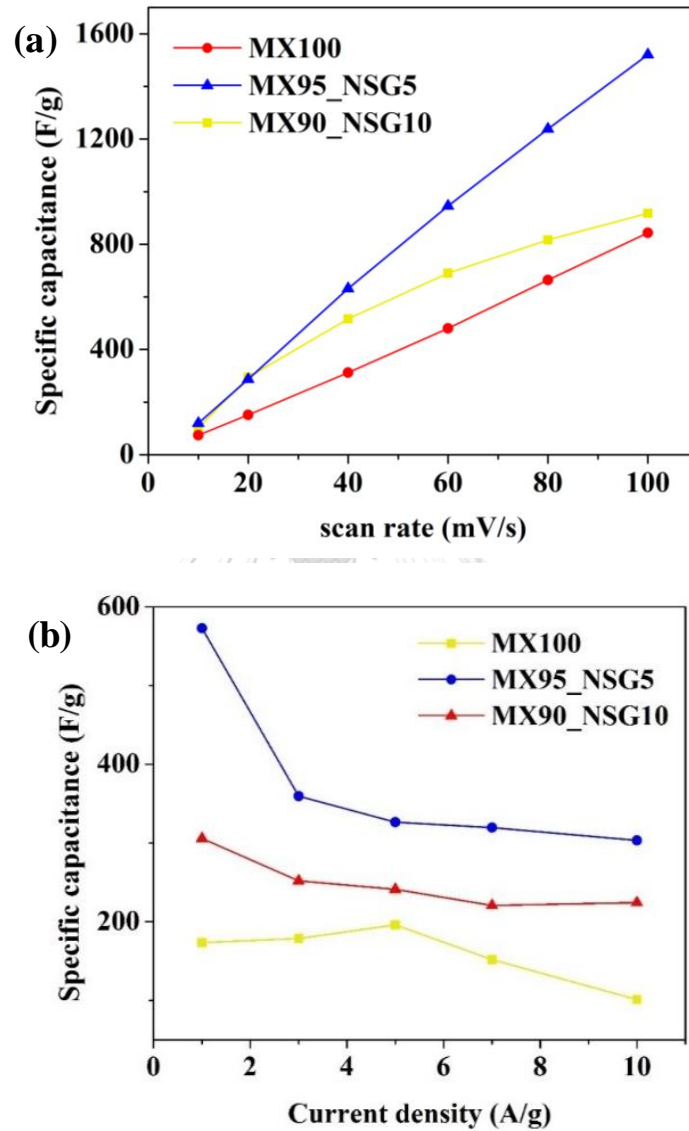 (a)
1600
1200
800
400
0
Specific capacitance (F/g)
MX100
MX95_NSG5
MX90_NSG10
0 20 40 60 80 100
scan rate (mV/s)
(b)
600
400
200
Specific capacitance (F/g)
MX100
MX95_NSG5
MX90_NSG10
0 2 4 6 8 10
Current density (A/g)